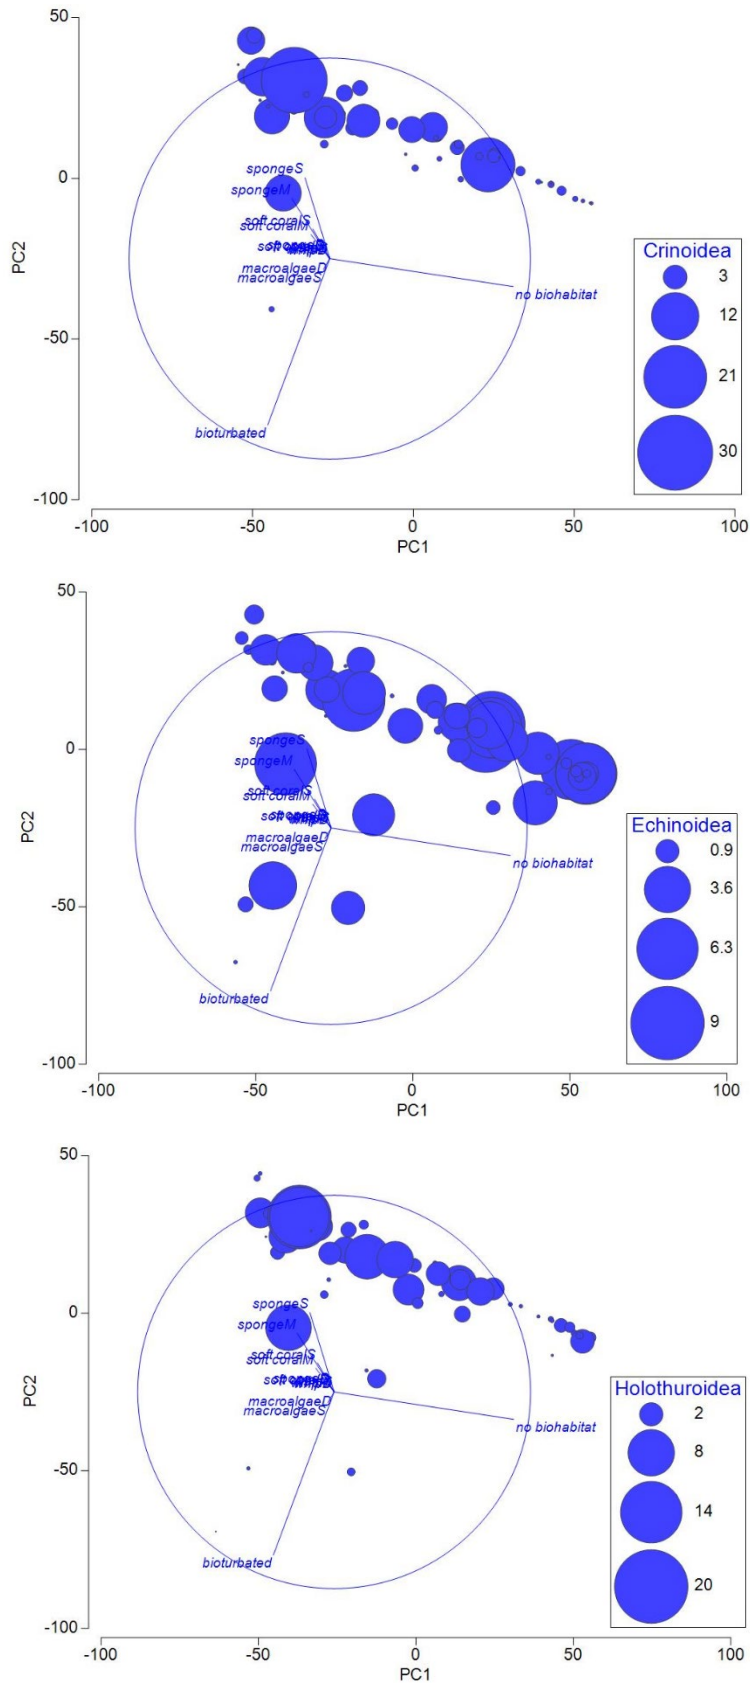 50
0
-50
-100
PC2
spongeS
spongeM
soft coralS
soft coralM
macroalgaeD
macroalgaeS
no biohabitat
bioturbated
Crinoidea
3
12
21
30
-100
-50
0
50
100
PC1
50
0
-50
-100
PC2
spongeS
spongeM
soft coralS
soft coralM
macroalgaeD
macroalgaeS
no biohabitat
bioturbated
Echinoidea
0.9
3.6
6.3
9
-100
-50
0
50
100
PC1
50
0
-50
-100
PC2
spongeS
spongeM
soft coralS
soft coralM
macroalgaeD
macroalgaeS
no biohabitat
bioturbated
Holothuroidea
2
8
14
20
-100
-50
0
50
100
PC1